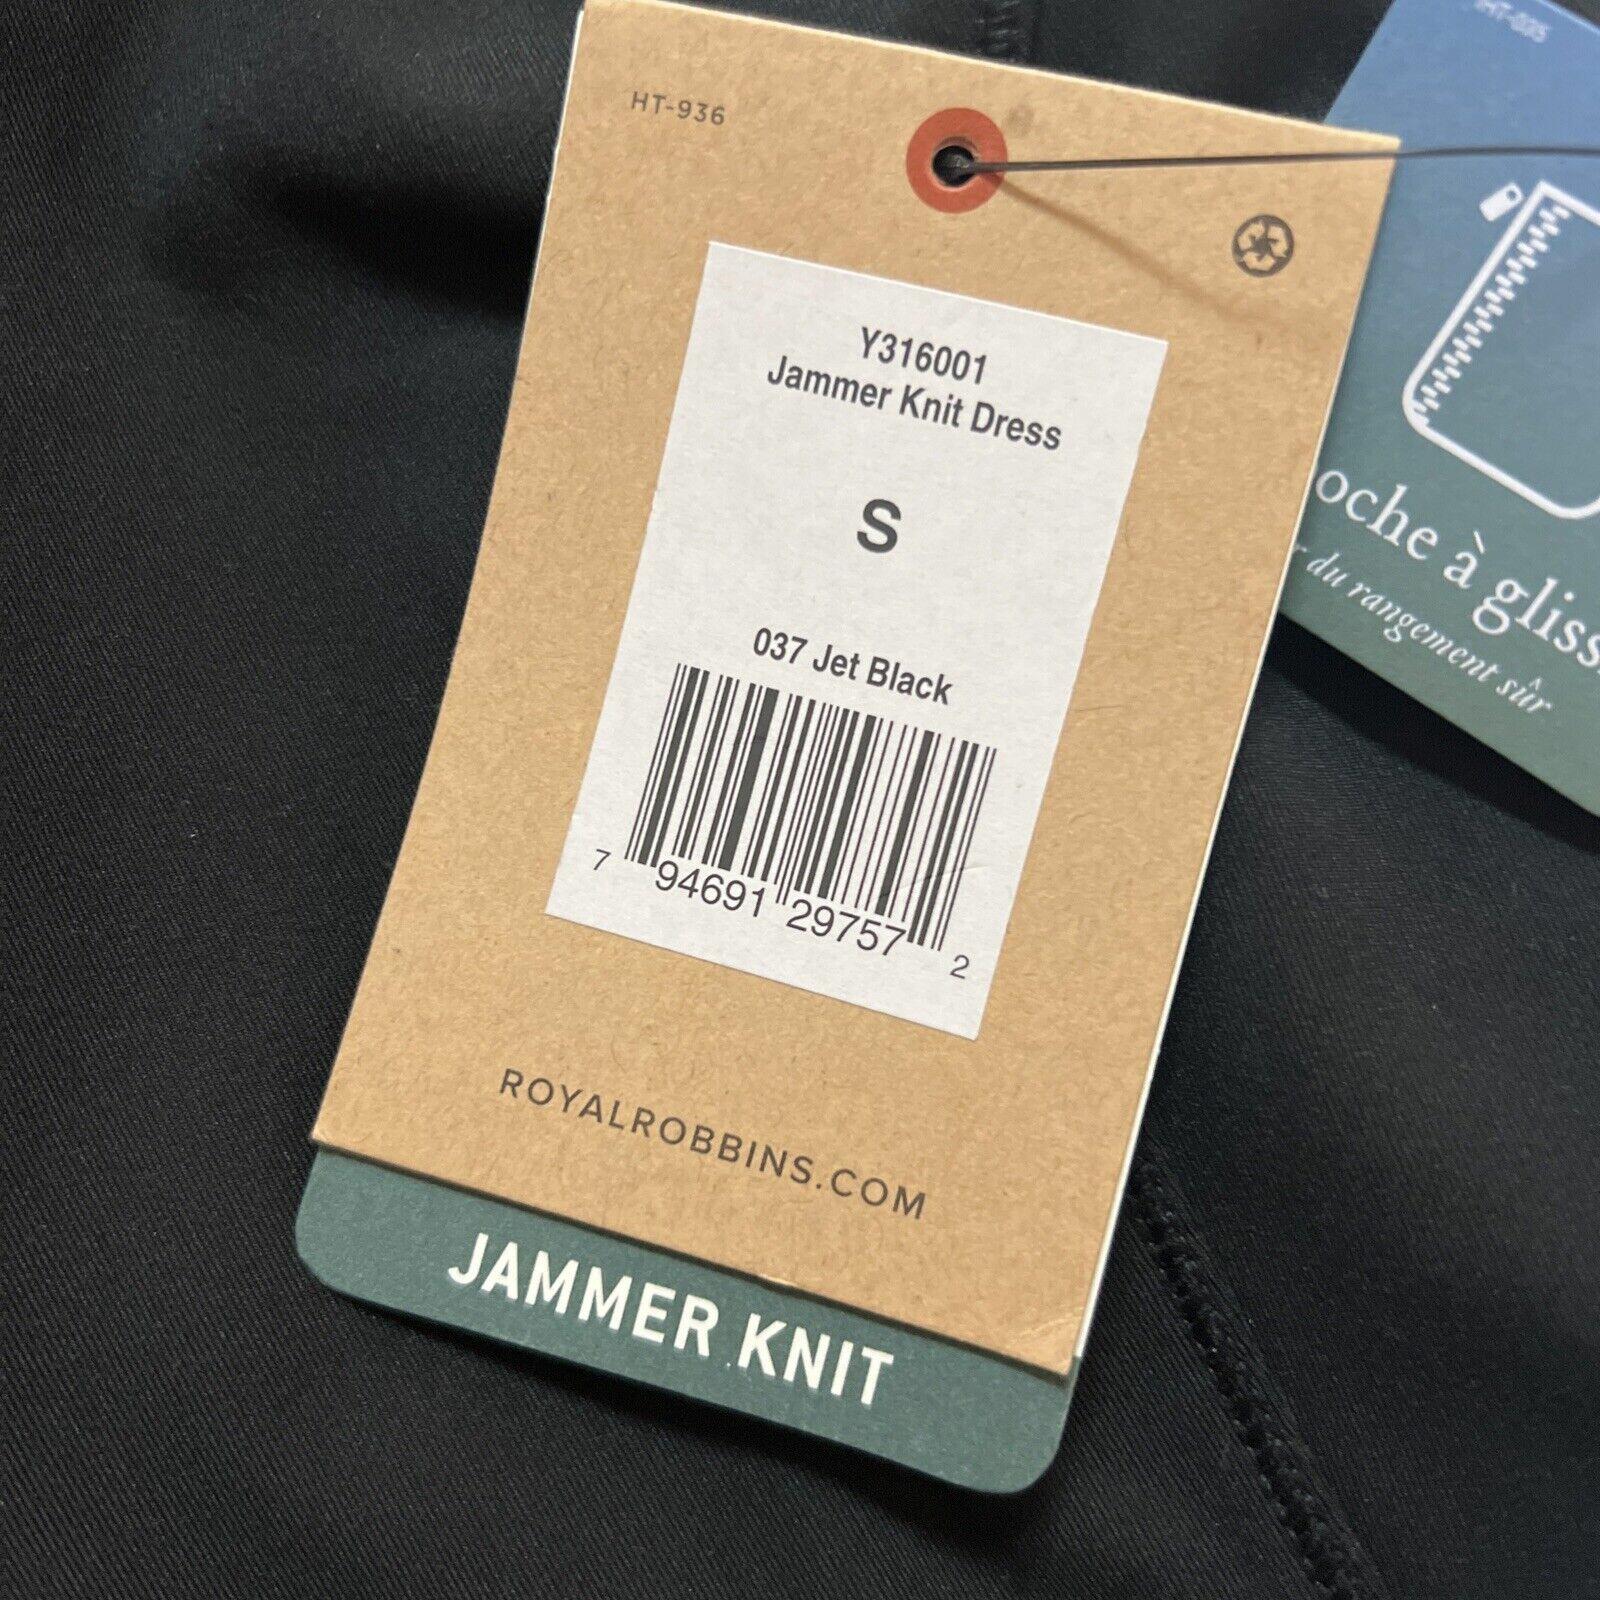 HT-936
Y316001
Jammer Knit Dress
S
037 Jet Black
7 94691 29757 2
ROYALROBBINS.COM
JAMMER KNIT
oche à gliss
du rangement sûr